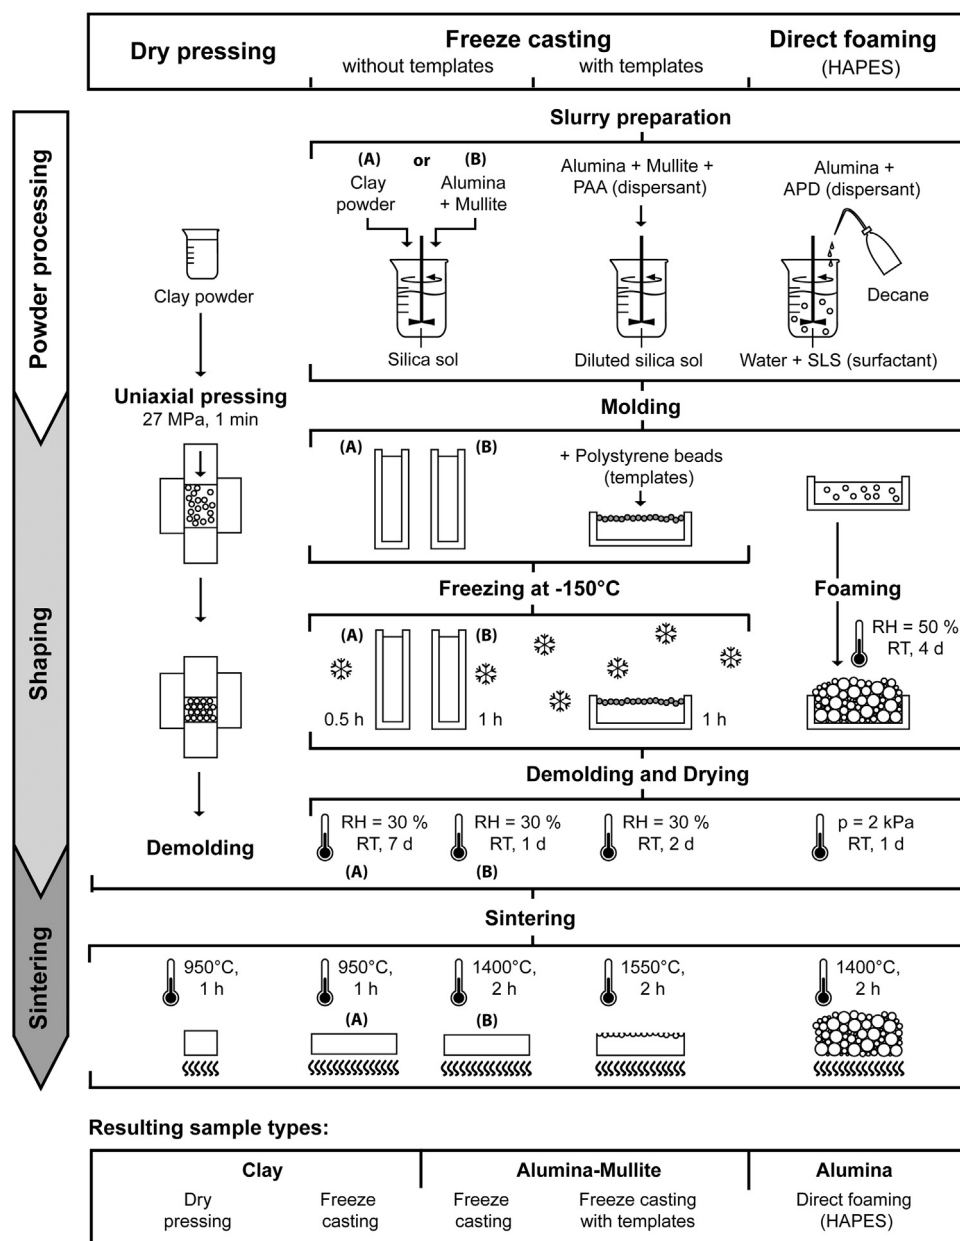 Dry pressing
Freeze casting
without templates
with templates
Direct foaming
(HAPES)
Powder processing
Shaping
Sintering
Slurry preparation
(A) or (B)
Clay
powder
Alumina
+ Mullite
Alumina + Mullite +
PAA (dispersant)
Alumina +
APD (dispersant)
Decane
Clay powder
Silica sol
Diluted silica sol
Water + SLS (surfactant)
Uniaxial pressing
27 MPa, 1 min
Molding
(A)
(B)
+ Polystyrene beads
(templates)
Freezing at -150°C
(A)
(B)
0.5 h
1 h
1 h
Foaming
RH = 50 %
RT, 4 d
Demolding and Drying
Demolding
RH = 30 %
RT, 7 d
(A)
RH = 30 %
RT, 1 d
(B)
RH = 30 %
RT, 2 d
p = 2 kPa
RT, 1 d
Sintering
950°C,
1 h
950°C,
1 h
(A)
1400°C,
2 h
(B)
1550°C,
2 h
1400°C,
2 h
Resulting sample types:
Clay
Alumina-Mullite
Alumina
Dry
pressing
Freeze
casting
Freeze
casting
Freeze casting
with templates
Direct foaming
(HAPES)